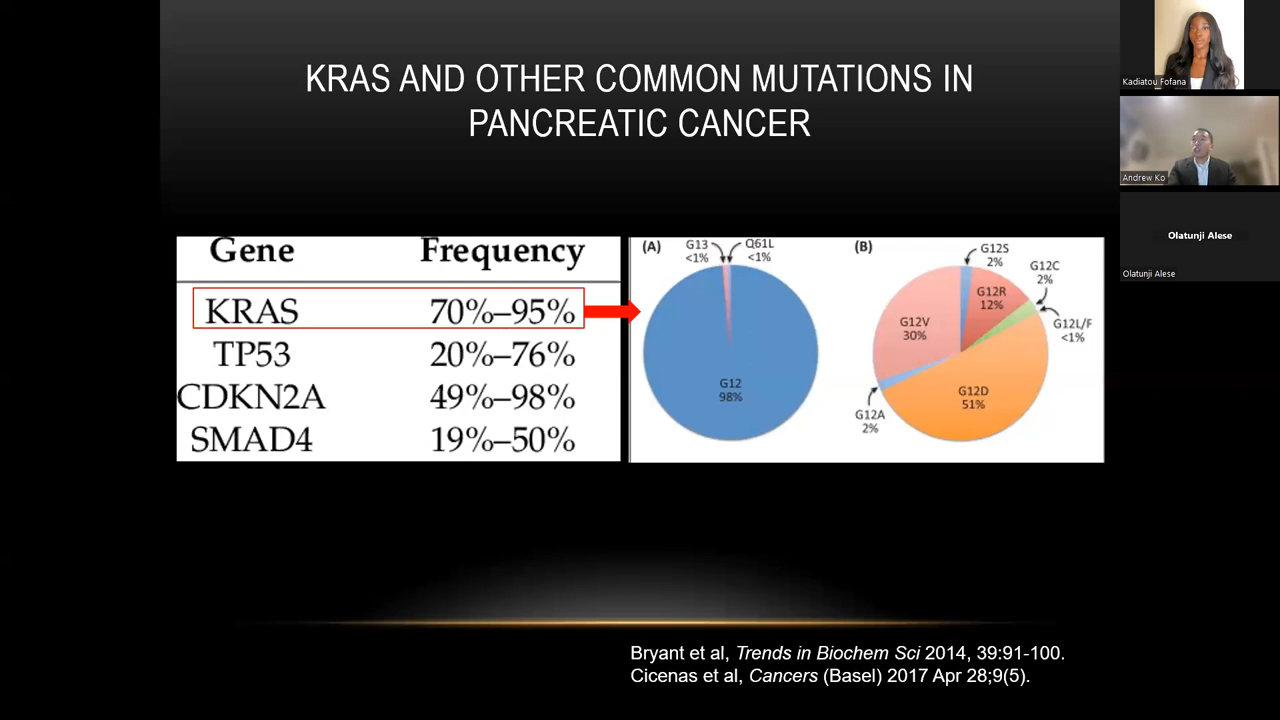 KRAS AND OTHER COMMON MUTATIONS IN
PANCREATIC CANCER
Gene Frequency
KRAS 70%–95%
TP53 20%–76%
CDKN2A 49%–98%
SMAD4 19%–50%
(A)
G13
<1%
Q61L
<1%
G12
98%
(B)
G12S
2%
G12C
2%
G12R
12%
G12L/F
<1%
G12V
30%
G12D
51%
G12A
2%
Bryant et al, Trends in Biochem Sci 2014, 39:91-100.
Cicenas et al, Cancers (Basel) 2017 Apr 28;9(5).
Kadiatou Fofana
Andrew Ko
Olatunji Alese
Olatunji Alese